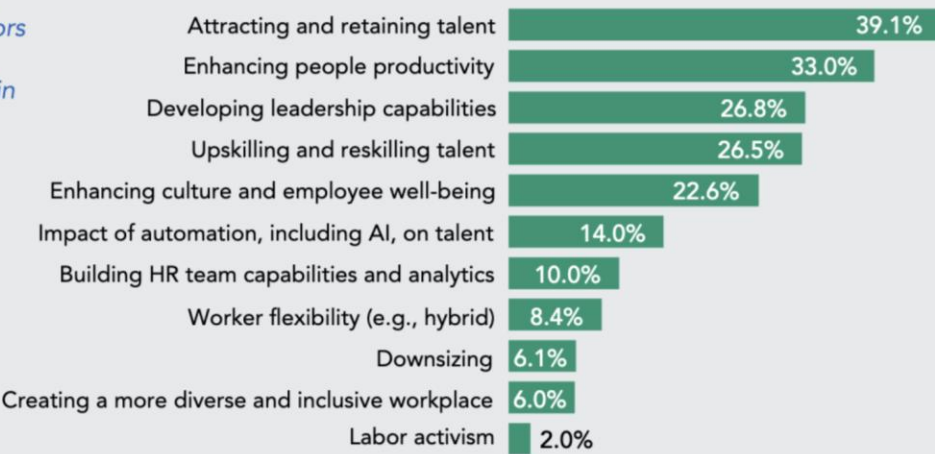 ors
in
Attracting and retaining talent 39.1%
Enhancing people productivity 33.0%
Developing leadership capabilities 26.8%
Upskilling and reskilling talent 26.5%
Enhancing culture and employee well-being 22.6%
Impact of automation, including AI, on talent 14.0%
Building HR team capabilities and analytics 10.0%
Worker flexibility (e.g., hybrid) 8.4%
Downsizing 6.1%
Creating a more diverse and inclusive workplace 6.0%
Labor activism 2.0%